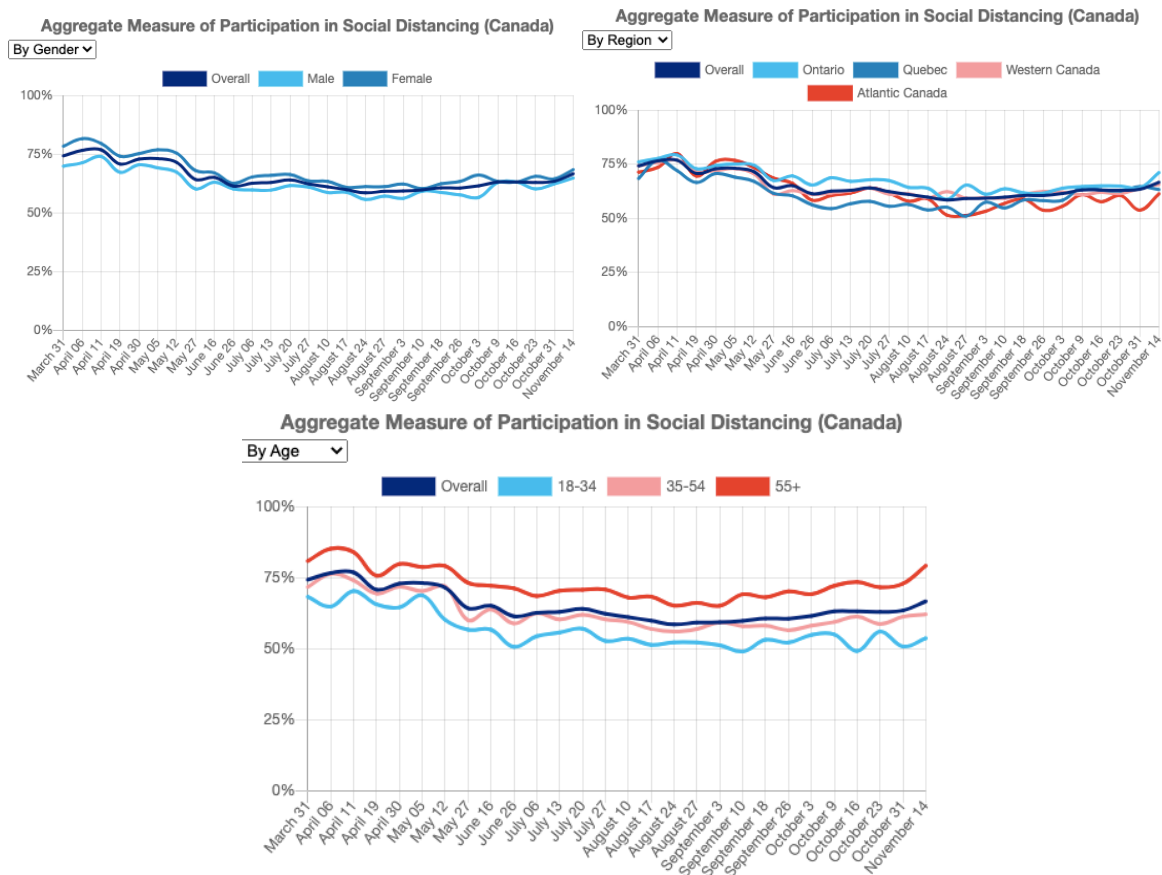 Aggregate Measure of Participation in Social Distancing (Canada)
By Gender
Overall Male Female
100%
75%
50%
25%
0%
March 31
April 06
April 11
April 19
April 30
May 05
May 12
May 27
June 16
June 26
July 06
July 13
July 20
July 27
August 10
August 17
August 24
August 27
September 3
September 10
September 18
September 26
October 3
October 9
October 16
October 23
October 31
November 14
Aggregate Measure of Participation in Social Distancing (Canada)
By Region
Overall Ontario Quebec Western Canada
Atlantic Canada
100%
75%
50%
25%
0%
March 31
April 06
April 11
April 19
April 30
May 05
May 12
May 27
June 16
June 26
July 06
July 13
July 20
July 27
August 10
August 17
August 24
August 27
September 3
September 10
September 18
September 26
October 3
October 9
October 16
October 23
October 31
November 14
Aggregate Measure of Participation in Social Distancing (Canada)
By Age
Overall 18-34 35-54 55+
100%
75%
50%
25%
0%
March 31
April 06
April 11
April 19
April 30
May 05
May 12
May 27
June 16
June 26
July 06
July 13
July 20
July 27
August 10
August 17
August 24
August 27
September 3
September 10
September 18
September 26
October 3
October 9
October 16
October 23
October 31
November 14